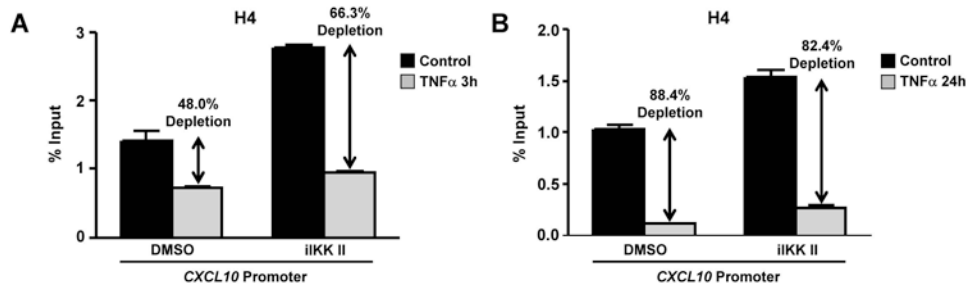 A
H4
3
2
1
0
% Input
48.0%
Depletion
66.3%
Depletion
Control
TNFα 3h
DMSO
iIKK II
CXCL10 Promoter
B
H4
2.0
1.5
1.0
0.5
0.0
% Input
88.4%
Depletion
82.4%
Depletion
Control
TNFα 24h
DMSO
iIKK II
CXCL10 Promoter